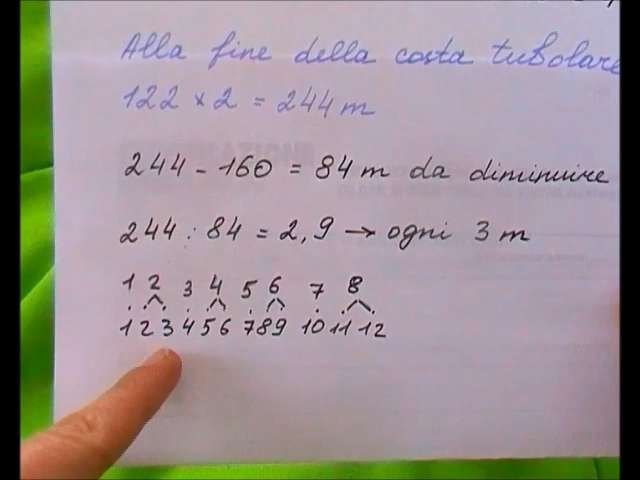 Alla fine della costa tubolare
122 x 2 = 244 m
244 - 160 = 84 m da diminuire
244 : 84 = 2,9 → ogni 3 m
1 2 3 4 5 6 7 8
1 2 3 4 5 6 7 8 9 10 11 12